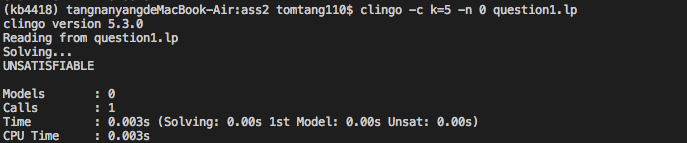 (kb4418) tangnanyangdeMacBook-Air:ass2 tomtang110$ clingo -c k=5 -n 0 question1.lp
clingo version 5.3.0
Reading from question1.lp
Solving...
UNSATISFIABLE

Models       : 0
Calls        : 1
Time         : 0.003s (Solving: 0.00s 1st Model: 0.00s Unsat: 0.00s)
CPU Time     : 0.003s